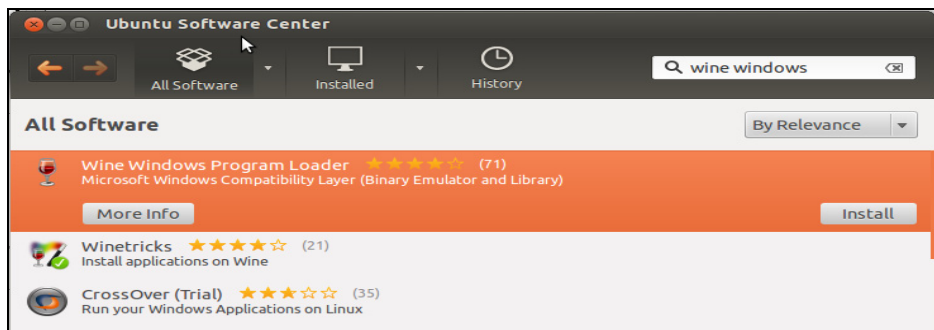 Ubuntu Software Center
All Software
Installed
History
wine windows
All Software
By Relevance
Wine Windows Program Loader (71)
Microsoft Windows Compatibility Layer (Binary Emulator and Library)
More Info
Install
Winetricks (21)
Install applications on Wine
CrossOver (Trial) (35)
Run your Windows Applications on Linux